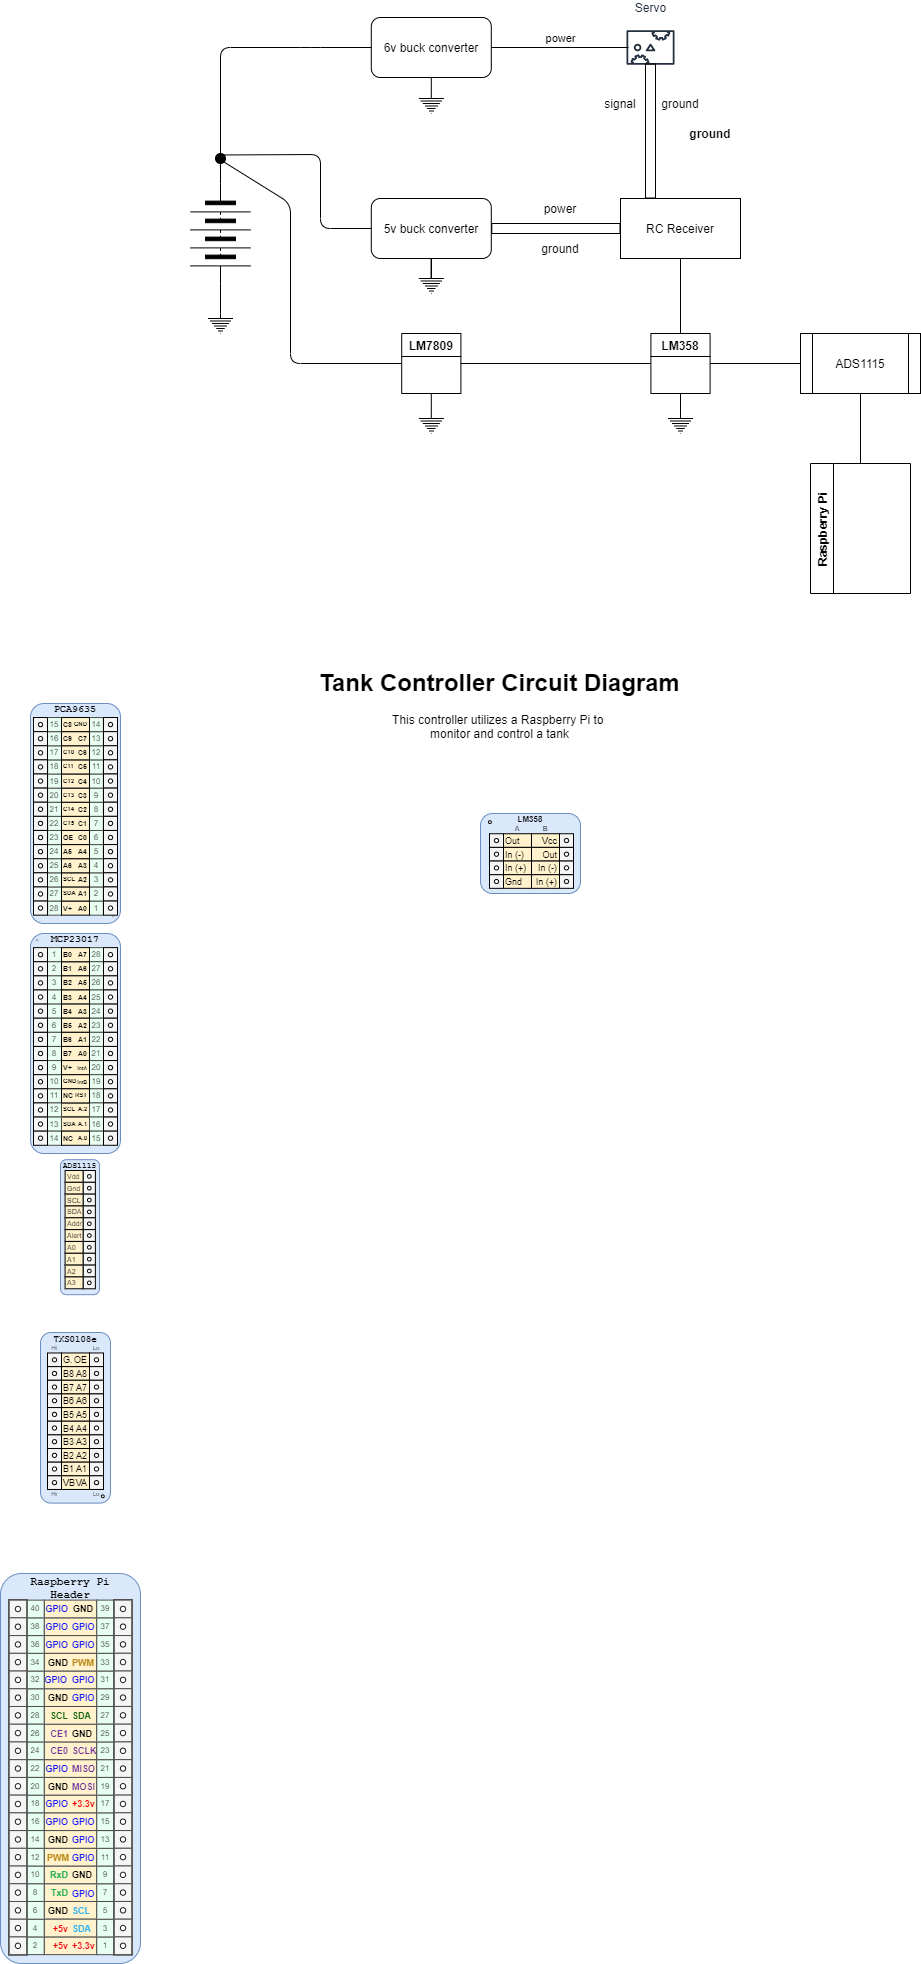 Servo
6v buck converter
power
signal
ground
ground
5v buck converter
power
ground
RC Receiver
LM7809
LM358
ADS1115
Raspberry Pi
Tank Controller Circuit Diagram
This controller utilizes a Raspberry Pi to
monitor and control a tank
PCA9635
15 C8 GND 14
16 C9 C7 13
17 C10 C6 12
18 C11 C5 11
19 C12 C4 10
20 C13 C3 9
21 C14 C2 8
22 C15 C1 7
23 OE C0 6
24 A5 A4 5
25 A6 A3 4
26 SCL A2 3
27 SDA A1 2
28 V+ A0 1
LM358
A B
Out Vcc
In (-) Out
In (+) In (-)
Gnd In (+)
MCP23017
1 B0 A7 28
2 B1 A6 27
3 B2 A5 26
4 B3 A4 25
5 B4 A3 24
6 B5 A2 23
7 B6 A1 22
8 B7 A0 21
9 V+ IntA 20
10 GND IntB 19
11 NC RST 18
12 SCL A.2 17
13 SDA A.1 16
14 NC A.0 15
ADS1115
Vdd
Gnd
SCL
SDA
Addr
Alert
A0
A1
A2
A3
TXS0108e
Hi Lo
G. OE
B8 A8
B7 A7
B6 A6
B5 A5
B4 A4
B3 A3
B2 A2
B1 A1
VB VA
Hi Lo
Raspberry Pi
Header
40 GPIO GND 39
38 GPIO GPIO 37
36 GPIO GPIO 35
34 GND PWM 33
32 GPIO GPIO 31
30 GND GPIO 29
28 SCL SDA 27
26 CE1 GND 25
24 CE0 SCLK 23
22 GPIO MISO 21
20 GND MOSI 19
18 GPIO +3.3v 17
16 GPIO GPIO 15
14 GND GPIO 13
12 PWM GPIO 11
10 RxD GND 9
8 TxD GPIO 7
6 GND SCL 5
4 +5v SDA 3
2 +5v +3.3v 1